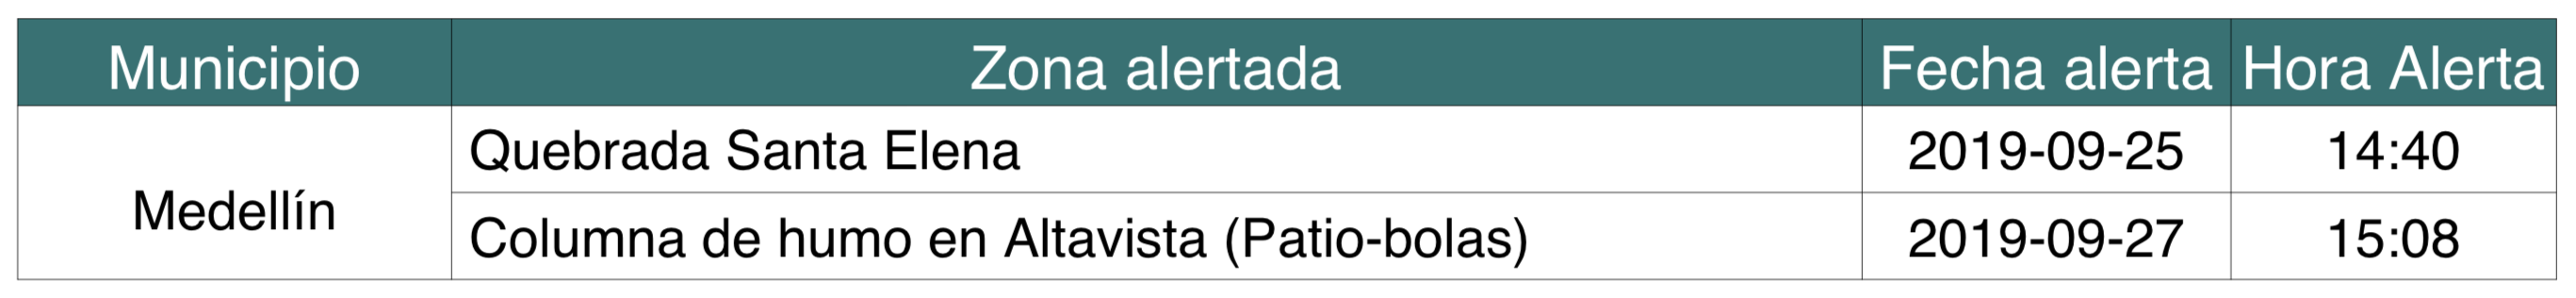 Municipio Zona alertada Fecha alerta Hora Alerta
Quebrada Santa Elena 2019-09-25 14:40
Medellín
Columna de humo en Altavista (Patio-bolas) 2019-09-27 15:08